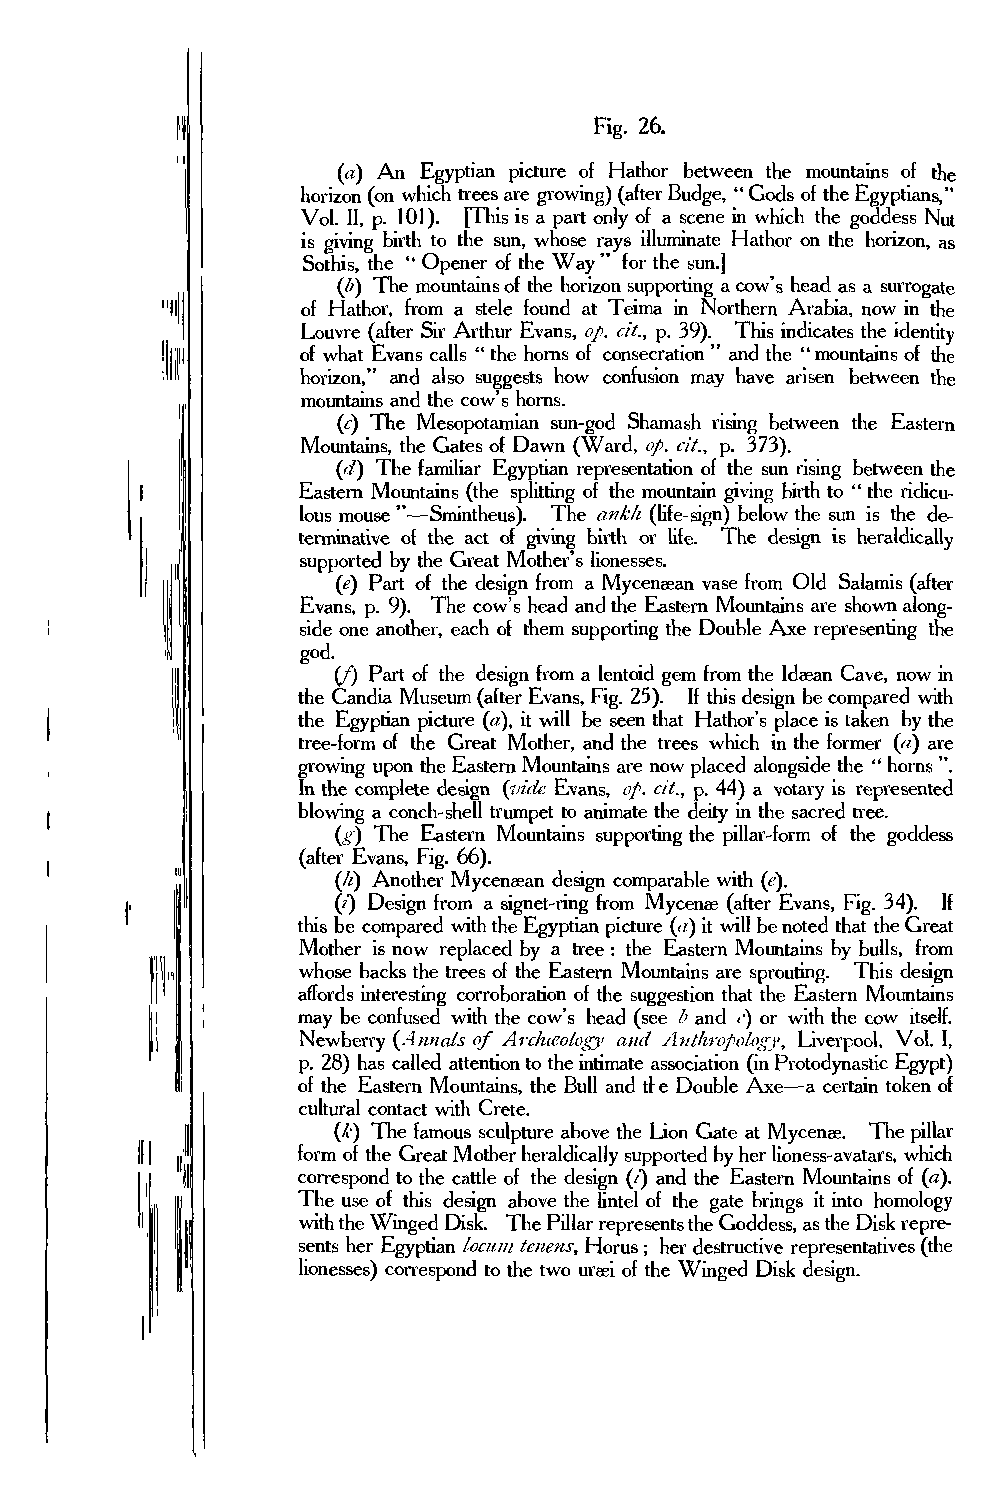 Fig. 26.
(a) An Egyptian picture of Hathor between the mountains of the
horizon (on which trees are growing) (after Budge, “ Gods of the Egyptians,”
Vol. II, p. 101). [This is a part only of a scene in which the goddess Nut
is giving birth to the sun, whose rays illuminate Hathor on the horizon, as
Sothis, the “ Opener of the Way ” for the sun.]
(b) The mountains of the horizon supporting a cow’s head as a surrogate
of Hathor, from a stele found at Teima in Northern Arabia, now in the
Louvre (after Sir Arthur Evans, op. cit., p. 39). This indicates the identity
of what Evans calls “ the horns of consecration ” and the “ mountains of the
horizon,” and also suggests how confusion may have arisen between the
mountains and the cow’s horns.
(c) The Mesopotamian sun-god Shamash rising between the Eastern
Mountains, the Gates of Dawn (Ward, op. cit., p. 373).
(d) The familiar Egyptian representation of the sun rising between the
Eastern Mountains (the splitting of the mountain giving birth to “ the ridicu-
lous mouse ”—Smintheus). The ankh (life-sign) below the sun is the de-
terminative of the act of giving birth or life. The design is heraldically
supported by the Great Mother’s lionesses.
(e) Part of the design from a Mycenæan vase from Old Salamis (after
Evans, p. 9). The cow’s head and the Eastern Mountains are shown along-
side one another, each of them supporting the Double Axe representing the
god.
(f) Part of the design from a lentoid gem from the Idæan Cave, now in
the Candia Museum (after Evans, Fig. 25). If this design be compared with
the Egyptian picture (a), it will be seen that Hathor’s place is taken by the
tree-form of the Great Mother, and the trees which in the former (a) are
growing upon the Eastern Mountains are now placed alongside the “ horns ”.
In the complete design (vide Evans, op. cit., p. 44) a votary is represented
blowing a conch-shell trumpet to animate the deity in the sacred tree.
(g) The Eastern Mountains supporting the pillar-form of the goddess
(after Evans, Fig. 66).
(h) Another Mycenæan design comparable with (e).
(i) Design from a signet-ring from Mycenæ (after Evans, Fig. 34). If
this be compared with the Egyptian picture (a) it will be noted that the Great
Mother is now replaced by a tree : the Eastern Mountains by bulls, from
whose backs the trees of the Eastern Mountains are sprouting. This design
affords interesting corroboration of the suggestion that the Eastern Mountains
may be confused with the cow’s head (see b and e) or with the cow itself.
Newberry (Annals of Archæology and Anthropology, Liverpool, Vol. I,
p. 28) has called attention to the intimate association (in Protodynastic Egypt)
of the Eastern Mountains, the Bull and the Double Axe—a certain token of
cultural contact with Crete.
(k) The famous sculpture above the Lion Gate at Mycenæ. The pillar
form of the Great Mother heraldically supported by her lioness-avatars, which
correspond to the cattle of the design (i) and the Eastern Mountains of (a).
The use of this design above the lintel of the gate brings it into homology
with the Winged Disk. The Pillar represents the Goddess, as the Disk repre-
sents her Egyptian locum tenens, Horus ; her destructive representatives (the
lionesses) correspond to the two uræi of the Winged Disk design.